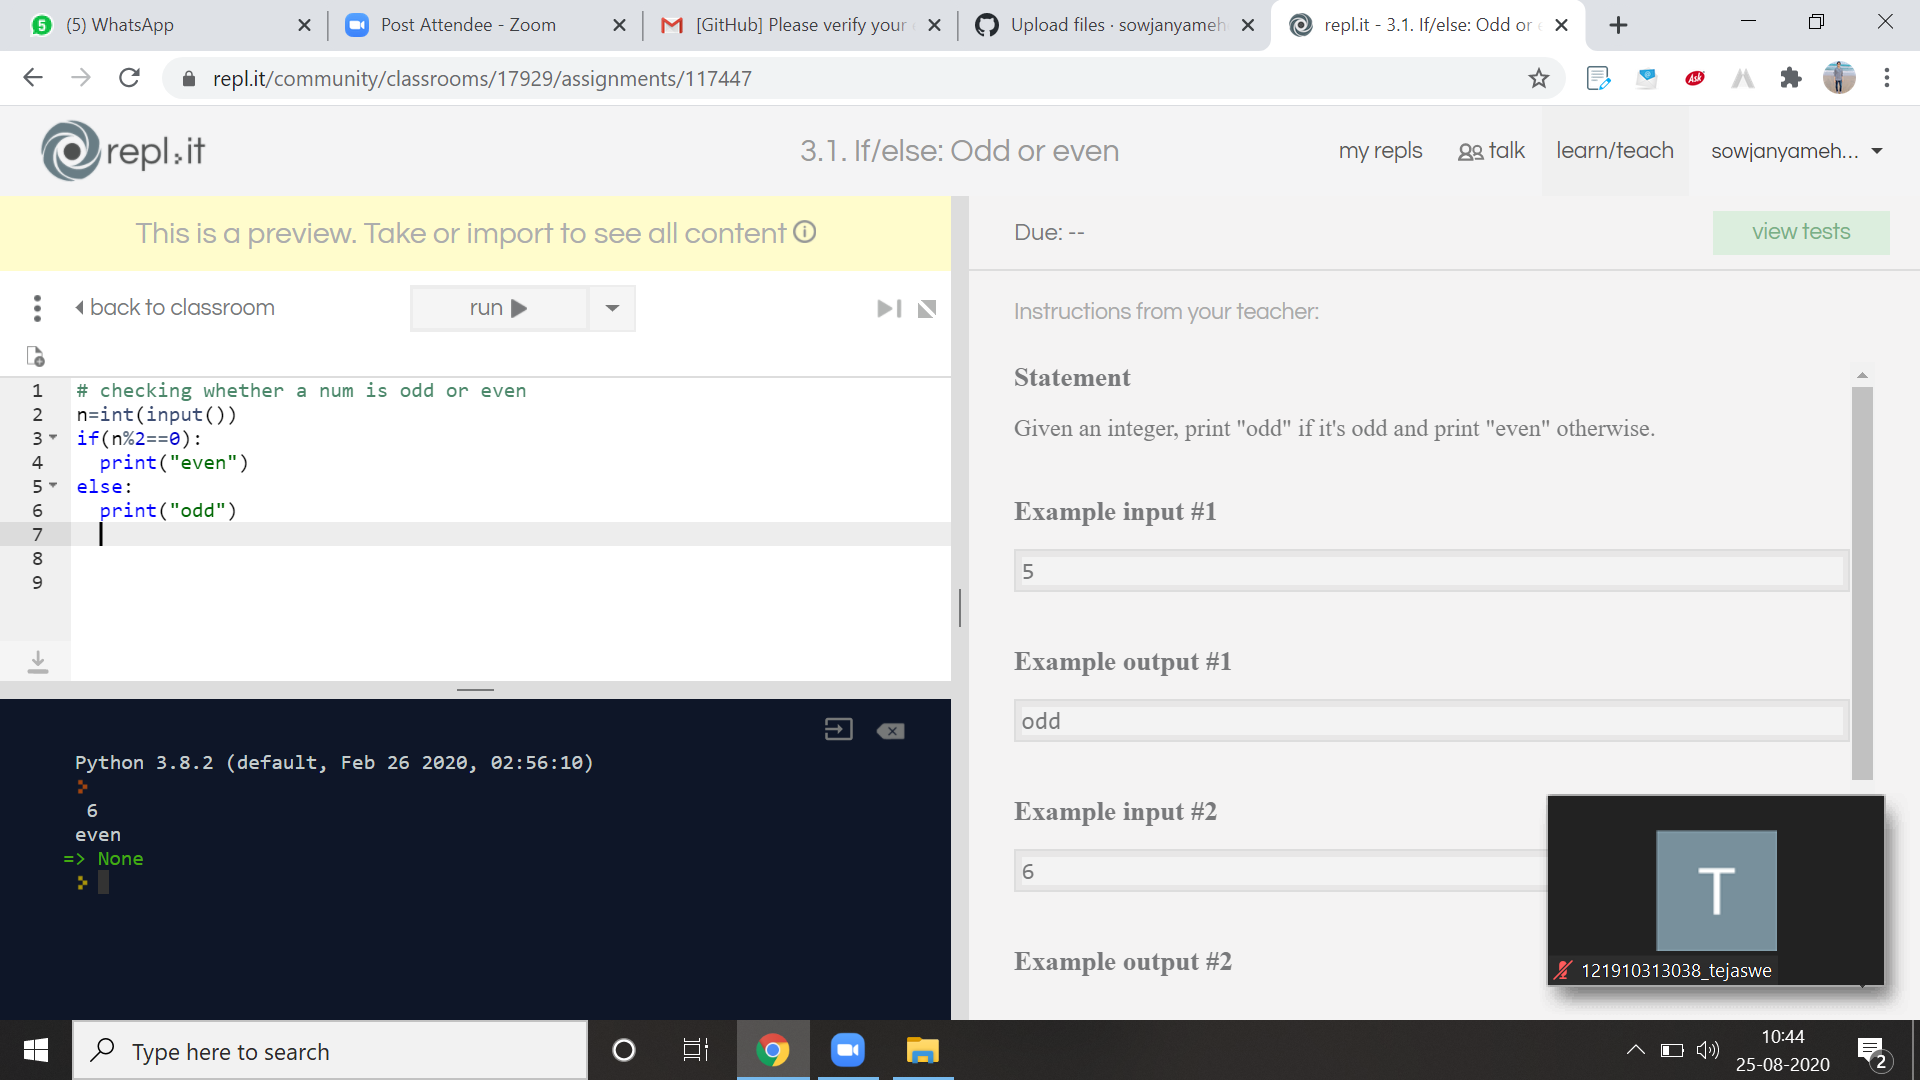 (5) WhatsApp
Post Attendee - Zoom
[GitHub] Please verify your
Upload files · sowjanyameh
repl.it - 3.1. If/else: Odd or
repl.it/community/classrooms/17929/assignments/117447
Ask
repl.it
3.1. If/else: Odd or even
my repls
talk
learn/teach
sowjanyameh...
This is a preview. Take or import to see all content
Due: --
view tests
back to classroom
run
Instructions from your teacher:
1 # checking whether a num is odd or even
2 n=int(input())
3 if(n%2==0):
4 print("even")
5 else:
6 print("odd")
7
8
9
Statement
Given an integer, print "odd" if it's odd and print "even" otherwise.
Example input #1
5
Example output #1
odd
Example input #2
6
Example output #2
Python 3.8.2 (default, Feb 26 2020, 02:56:10)
6
even
=> None
T
121910313038_tejaswe
Type here to search
10:44
25-08-2020
2